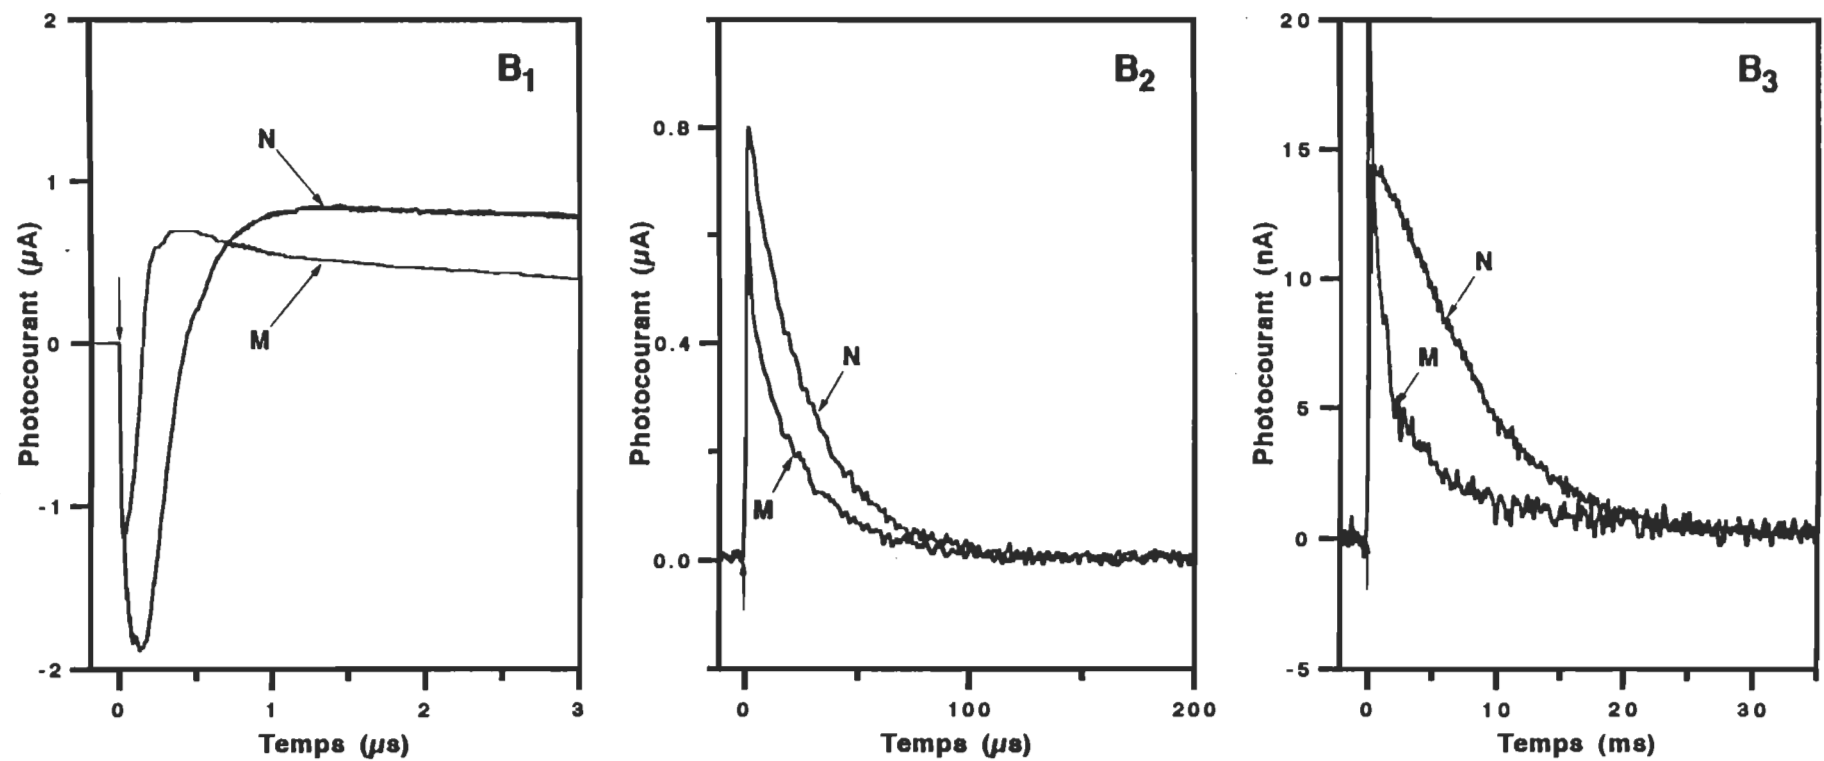 B1
Photocourant (µA)
2
1
0
-1
-2
N
M
0
1
2
3
Temps (µs)
B2
Photocourant (µA)
0.8
0.4
0.0
N
M
0
100
200
Temps (µs)
B3
Photocourant (nA)
20
15
10
5
0
-5
N
M
0
10
20
30
Temps (ms)